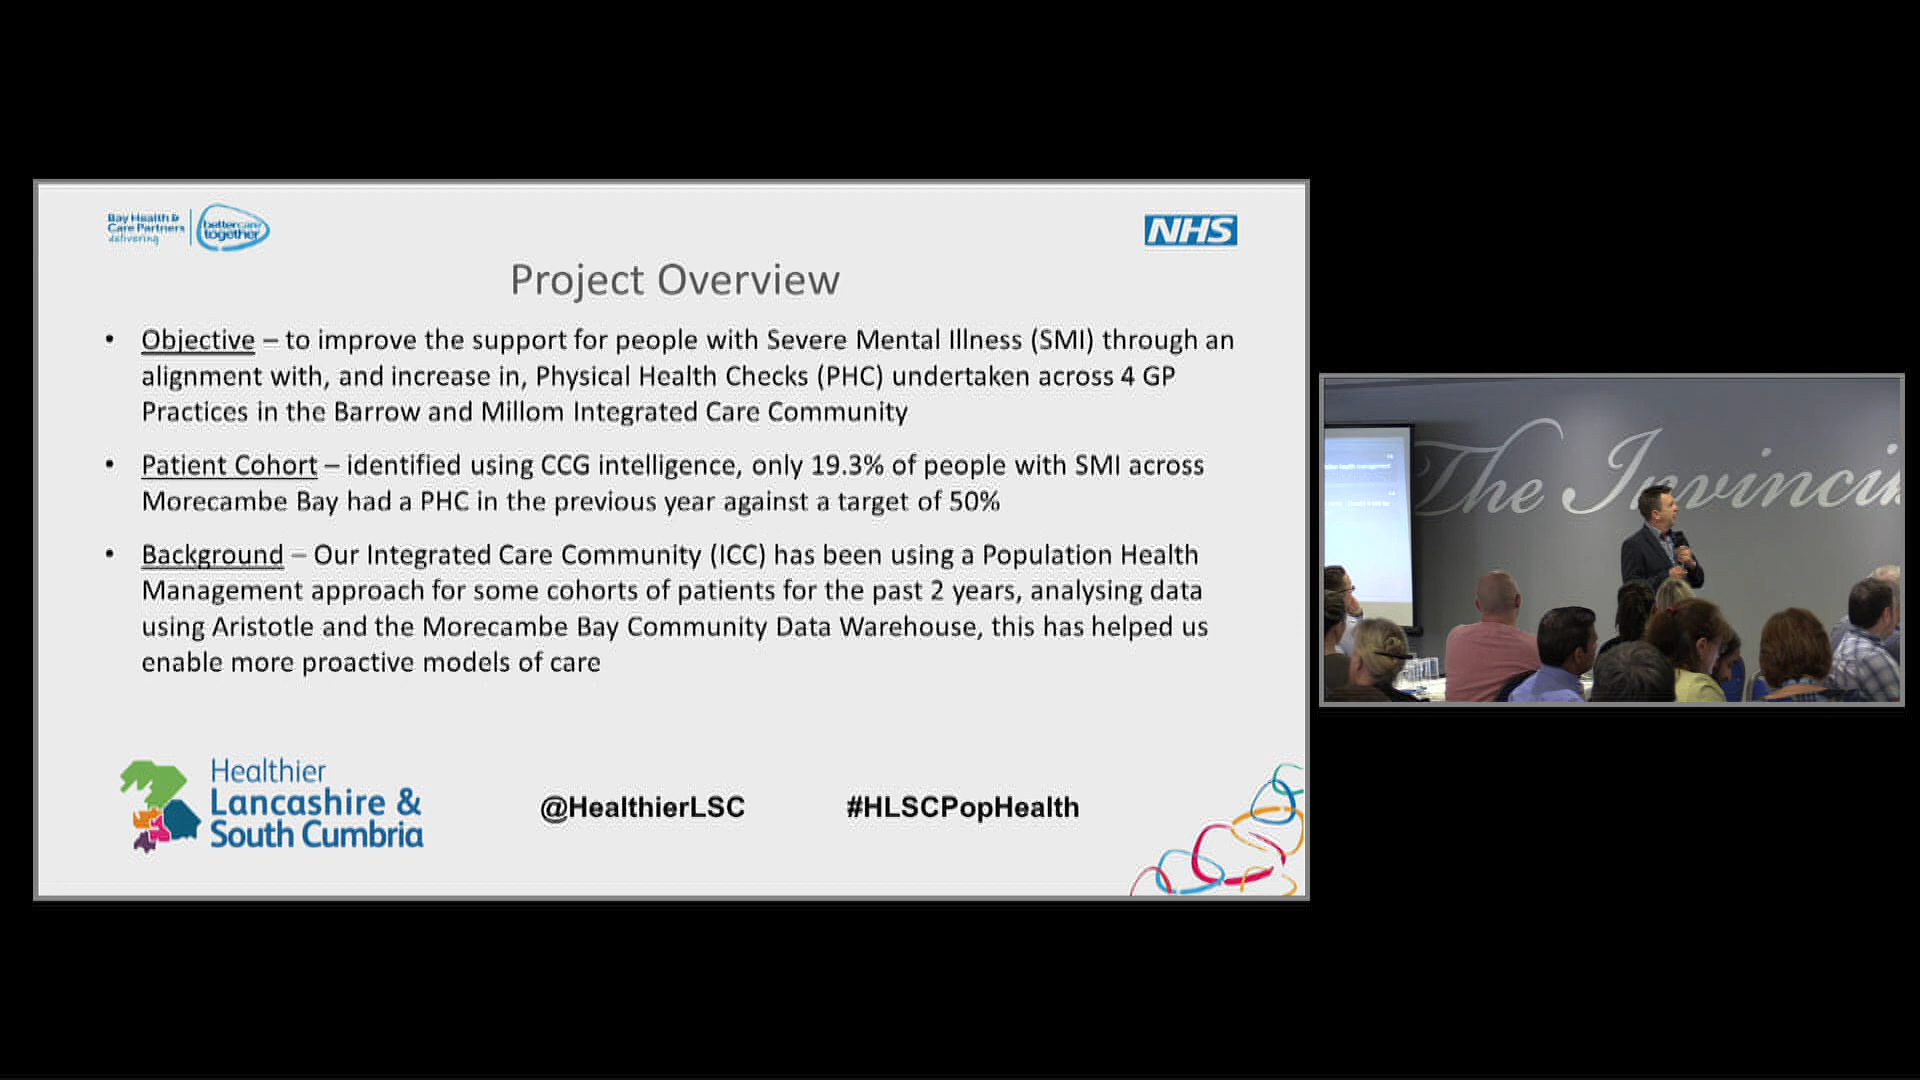 Bay Health &
Care Partners
delivering
better care
together
NHS
Project Overview
• Objective – to improve the support for people with Severe Mental Illness (SMI) through an
alignment with, and increase in, Physical Health Checks (PHC) undertaken across 4 GP
Practices in the Barrow and Millom Integrated Care Community
• Patient Cohort – identified using CCG intelligence, only 19.3% of people with SMI across
Morecambe Bay had a PHC in the previous year against a target of 50%
• Background – Our Integrated Care Community (ICC) has been using a Population Health
Management approach for some cohorts of patients for the past 2 years, analysing data
using Aristotle and the Morecambe Bay Community Data Warehouse, this has helped us
enable more proactive models of care
Healthier
Lancashire &
South Cumbria
@HealthierLSC
#HLSCPopHealth
The Invincib